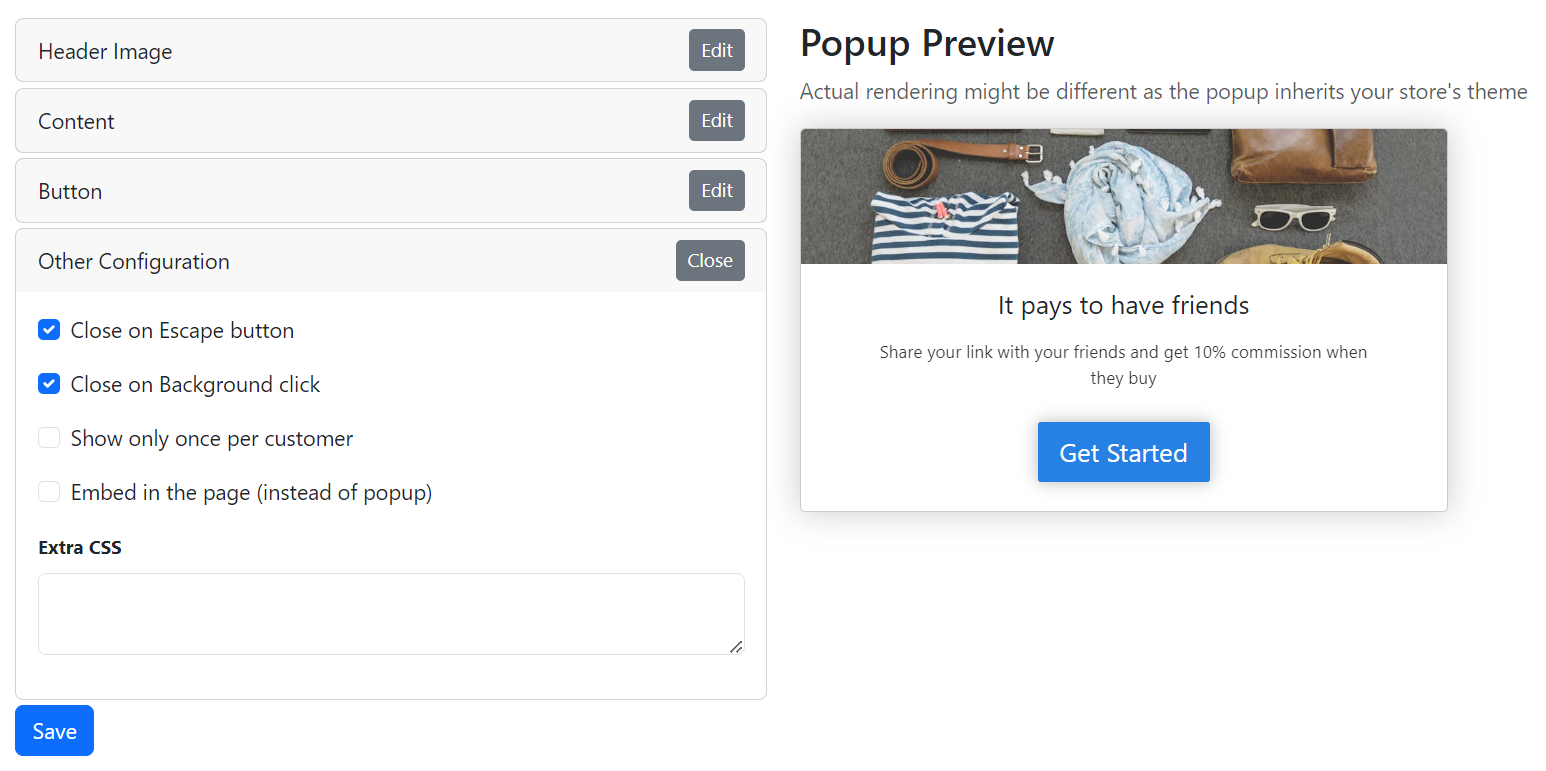 Header Image
Edit
Content
Edit
Button
Edit
Other Configuration
Close
Close on Escape button
Close on Background click
Show only once per customer
Embed in the page (instead of popup)
Extra CSS
Save
Popup Preview
Actual rendering might be different as the popup inherits your store's theme
It pays to have friends
Share your link with your friends and get 10% commission when
they buy
Get Started